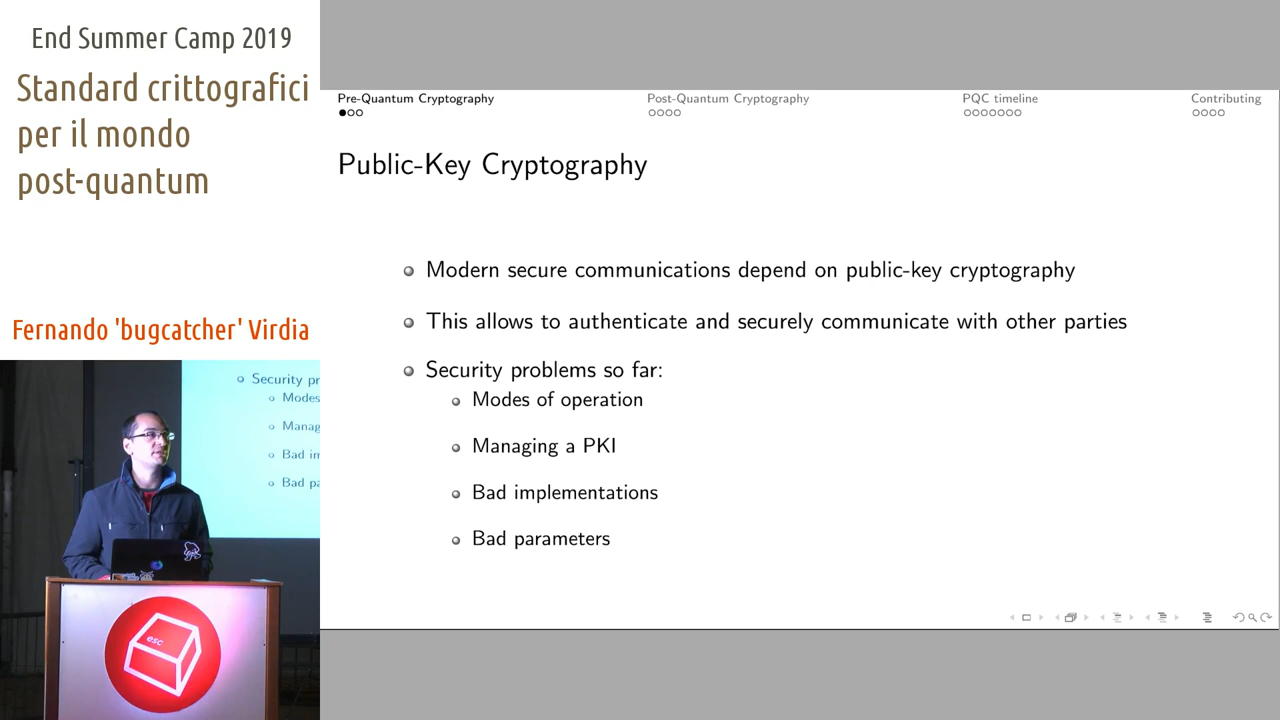 End Summer Camp 2019
Standard crittografici
per il mondo
post-quantum
Fernando 'bugcatcher' Virdia
Pre-Quantum Cryptography
Post-Quantum Cryptography
PQC timeline
Contributing
Public-Key Cryptography
Modern secure communications depend on public-key cryptography
This allows to authenticate and securely communicate with other parties
Security problems so far:
Modes of operation
Managing a PKI
Bad implementations
Bad parameters
Security pr
Modes
Manag
Bad im
Bad pa
esc